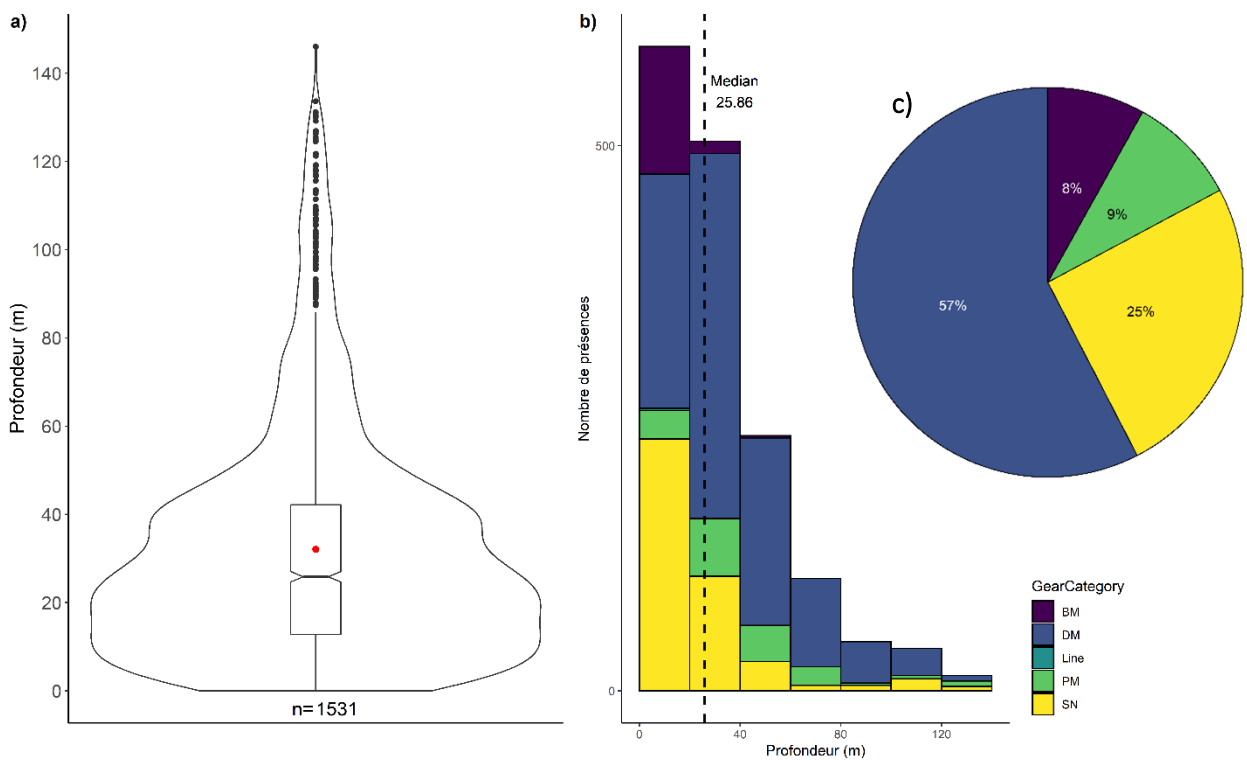 a)
Profondeur (m)
140
120
100
80
60
40
20
0
n=1531
b)
Nombre de présences
500
0
Median
25.86
0
40
80
120
Profondeur (m)
c)
8%
9%
25%
57%
GearCategory
BM
DM
Line
PM
SN